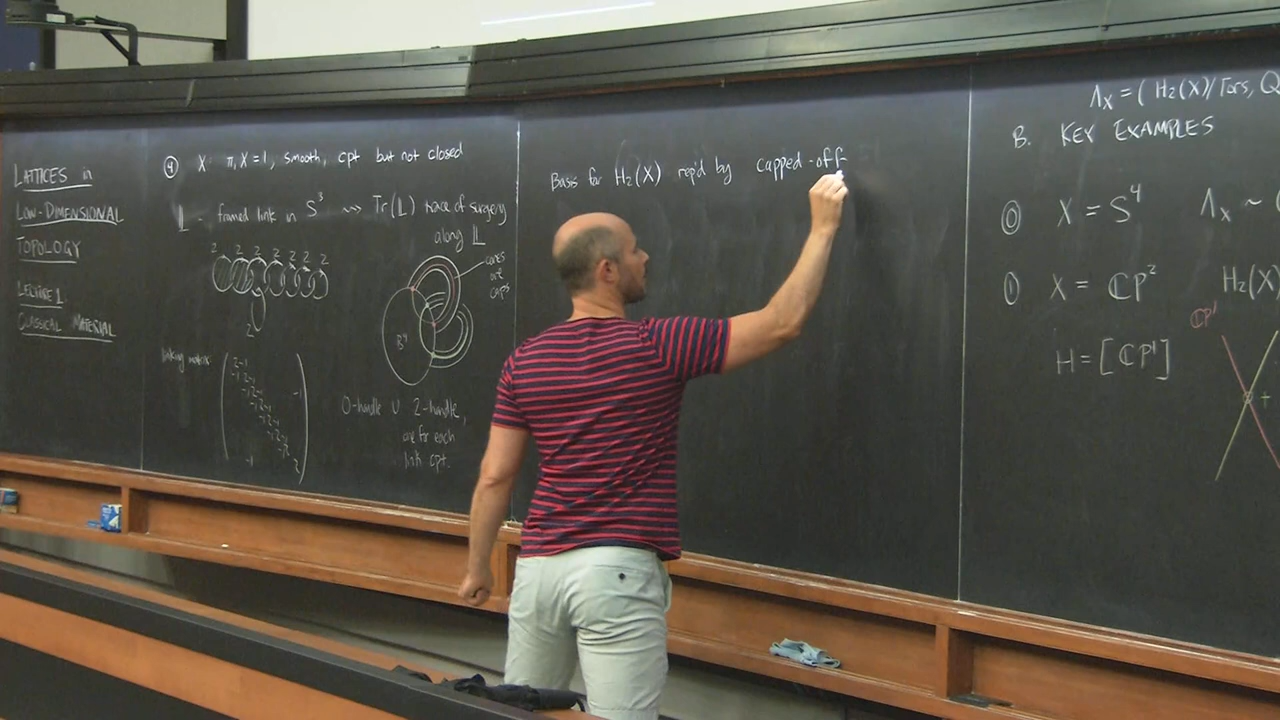 LATTICES in
LOW-DIMENSIONAL
TOPOLOGY
LECTURE 1
CLASSICAL MATERIAL
④ X π₁X = 1, smooth, cpt but not closed
𝕃 - framed link in S³ ⇝ Tr(𝕃) trace of surgery
along 𝕃
2 2 2 2 2 2 2
2
cores
are
caps
B⁴
linking matrix
0-handle ∪ 2-handle,
one for each
link cpt.
Basis for H₂(X) rep'd by capped-off
Λ_X = (H₂(X)/Tors, Q
B. KEY EXAMPLES
⓪ X = S⁴ Λ_X ~ (
① X = ℂP² H₂(X)
H = [ℂP¹]
ℂP¹
+